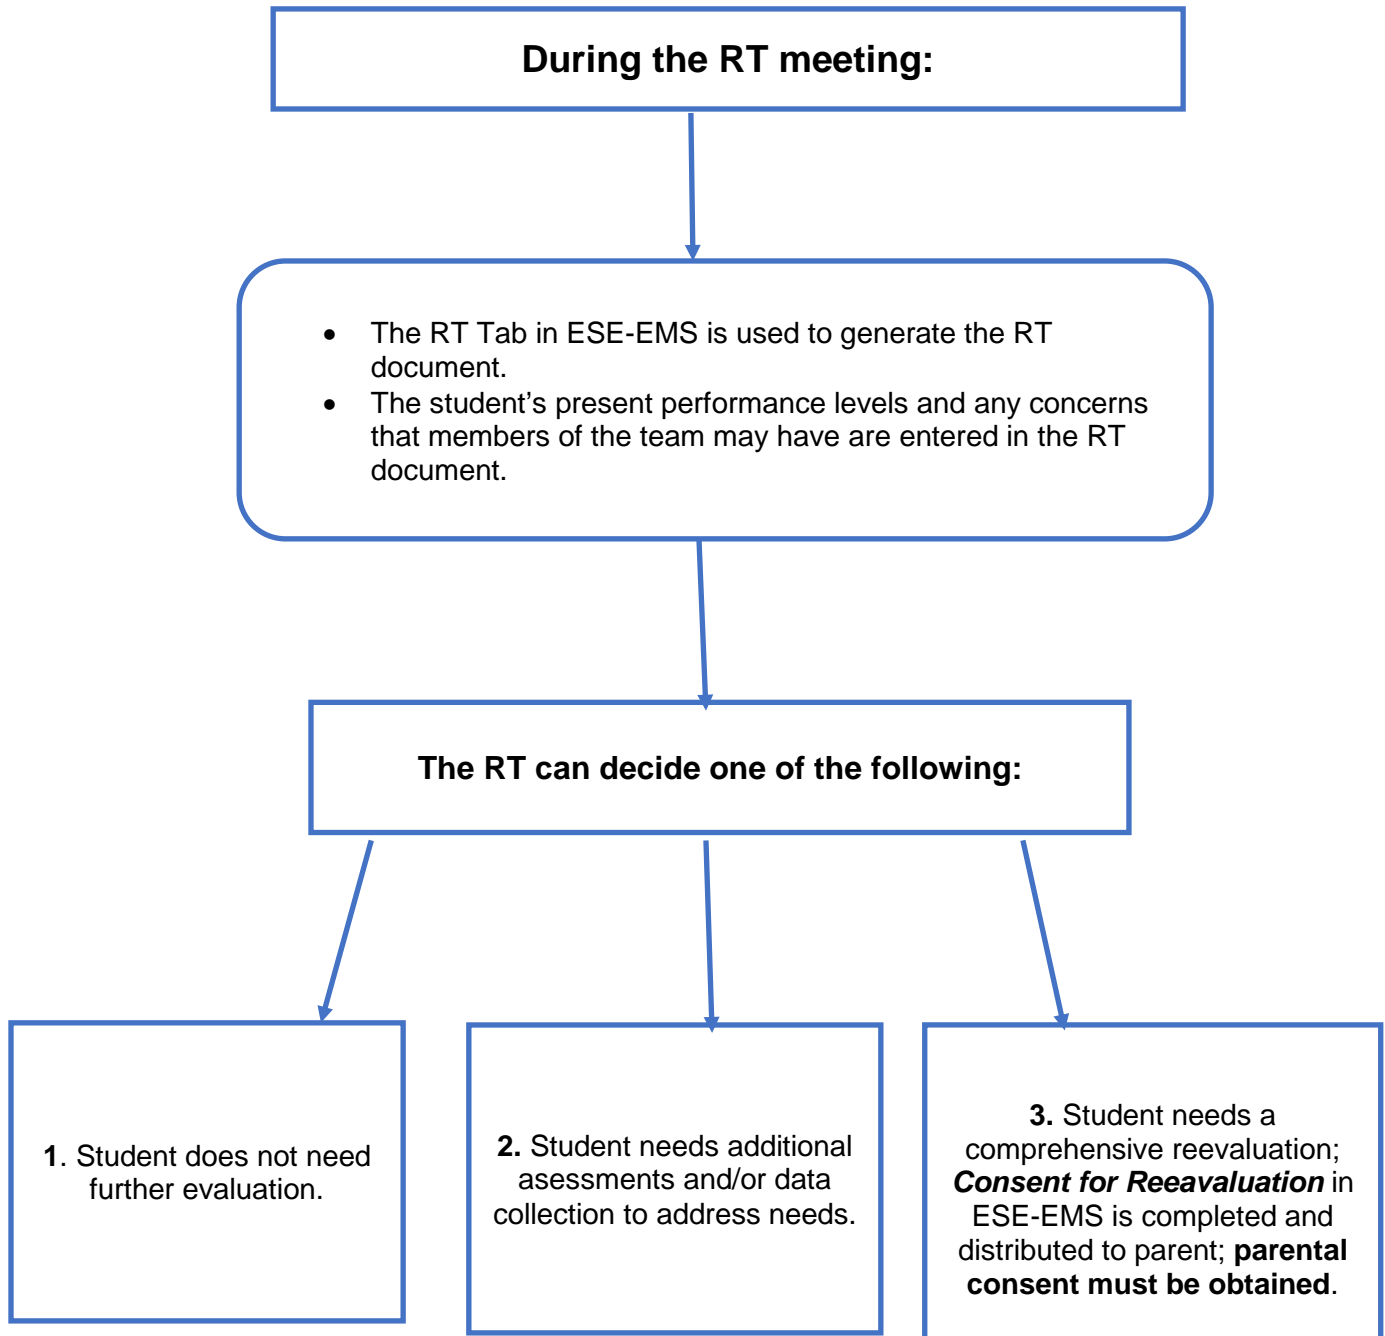 During the RT meeting:
• The RT Tab in ESE-EMS is used to generate the RT
document.
• The student’s present performance levels and any concerns
that members of the team may have are entered in the RT
document.
The RT can decide one of the following:
1. Student does not need
further evaluation.
2. Student needs additional
asessments and/or data
collection to address needs.
3. Student needs a
comprehensive reevaluation;
Consent for Reeavaluation in
ESE-EMS is completed and
distributed to parent; parental
consent must be obtained.